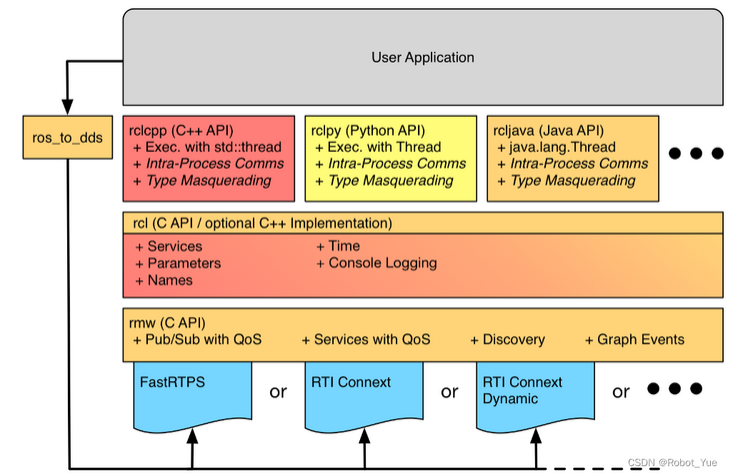 User Application
ros_to_dds
rclcpp (C++ API)
+ Exec. with std::thread
+ Intra-Process Comms
+ Type Masquerading
rclpy (Python API)
+ Exec. with Thread
+ Intra-Process Comms
+ Type Masquerading
rcljava (Java API)
+ java.lang.Thread
+ Intra-Process Comms
+ Type Masquerading
rcl (C API / optional C++ Implementation)
+ Services
+ Parameters
+ Names
+ Time
+ Console Logging
rmw (C API)
+ Pub/Sub with QoS
+ Services with QoS
+ Discovery
+ Graph Events
FastRTPS
or
RTI Connext
or
RTI Connext
Dynamic
or
CSDN @Robot_Yue